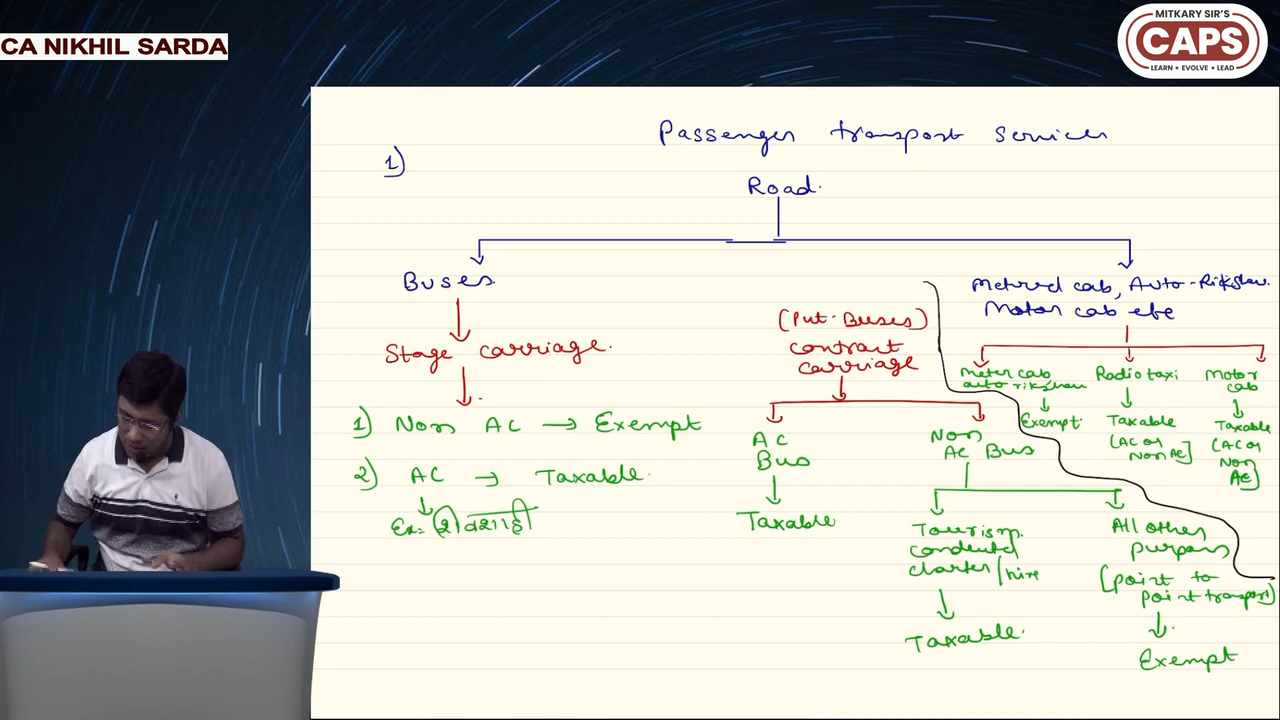 CA NIKHIL SARDA
MITKARY SIR'S
CAPS
LEARN • EVOLVE • LEAD
Passenger transport services
1)
Road.
Buses
Stage carriage.
1) Non AC → Exempt
2) AC → Taxable.
Ex:-
(Pvt. Buses)
contract
carriage
AC
Bus
Taxable
Non
AC Bus
Tourism
conducted
charter/hire
Taxable.
All other
purposes
(point to
point transport)
Exempt
Metered cab, Auto-Rikshaw.
Motor cab etc
Meter cab
auto rikshaw
Exempt
Radio taxi
Taxable
[AC or
Non AC]
Motor
cab
Taxable
[AC or
Non
AC]